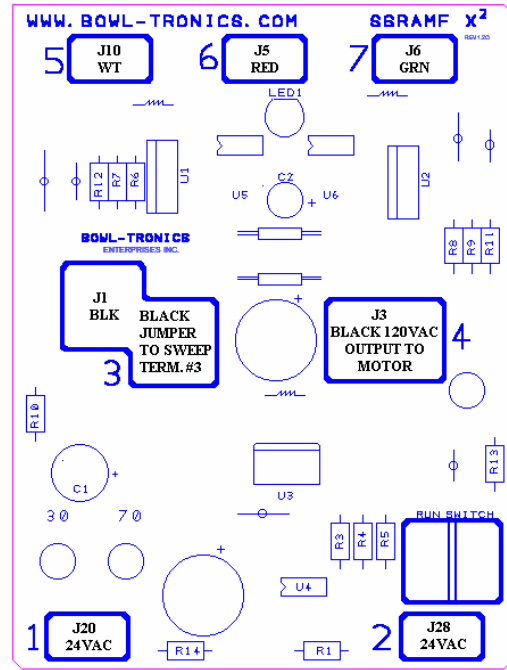 WWW.BOWL-TRONICS.COM
SSRAMF X²
REV1.20
5
J10
WT
6
J5
RED
7
J6
GRN
LED1
R12
R7
R6
U1
C2
+
U5
U6
U2
R8
R9
R11
BOWL-TRONICS
ENTERPRISES INC.
J1
BLK
BLACK
JUMPER
TO SWEEP
TERM. #3
3
+
J3
BLACK 120VAC
OUTPUT TO
MOTOR
4
R10
C1
+
U3
R13
30
70
RUN SWITCH
R3
R4
R5
+
U4
1
J20
24VAC
R14
R1
2
J28
24VAC